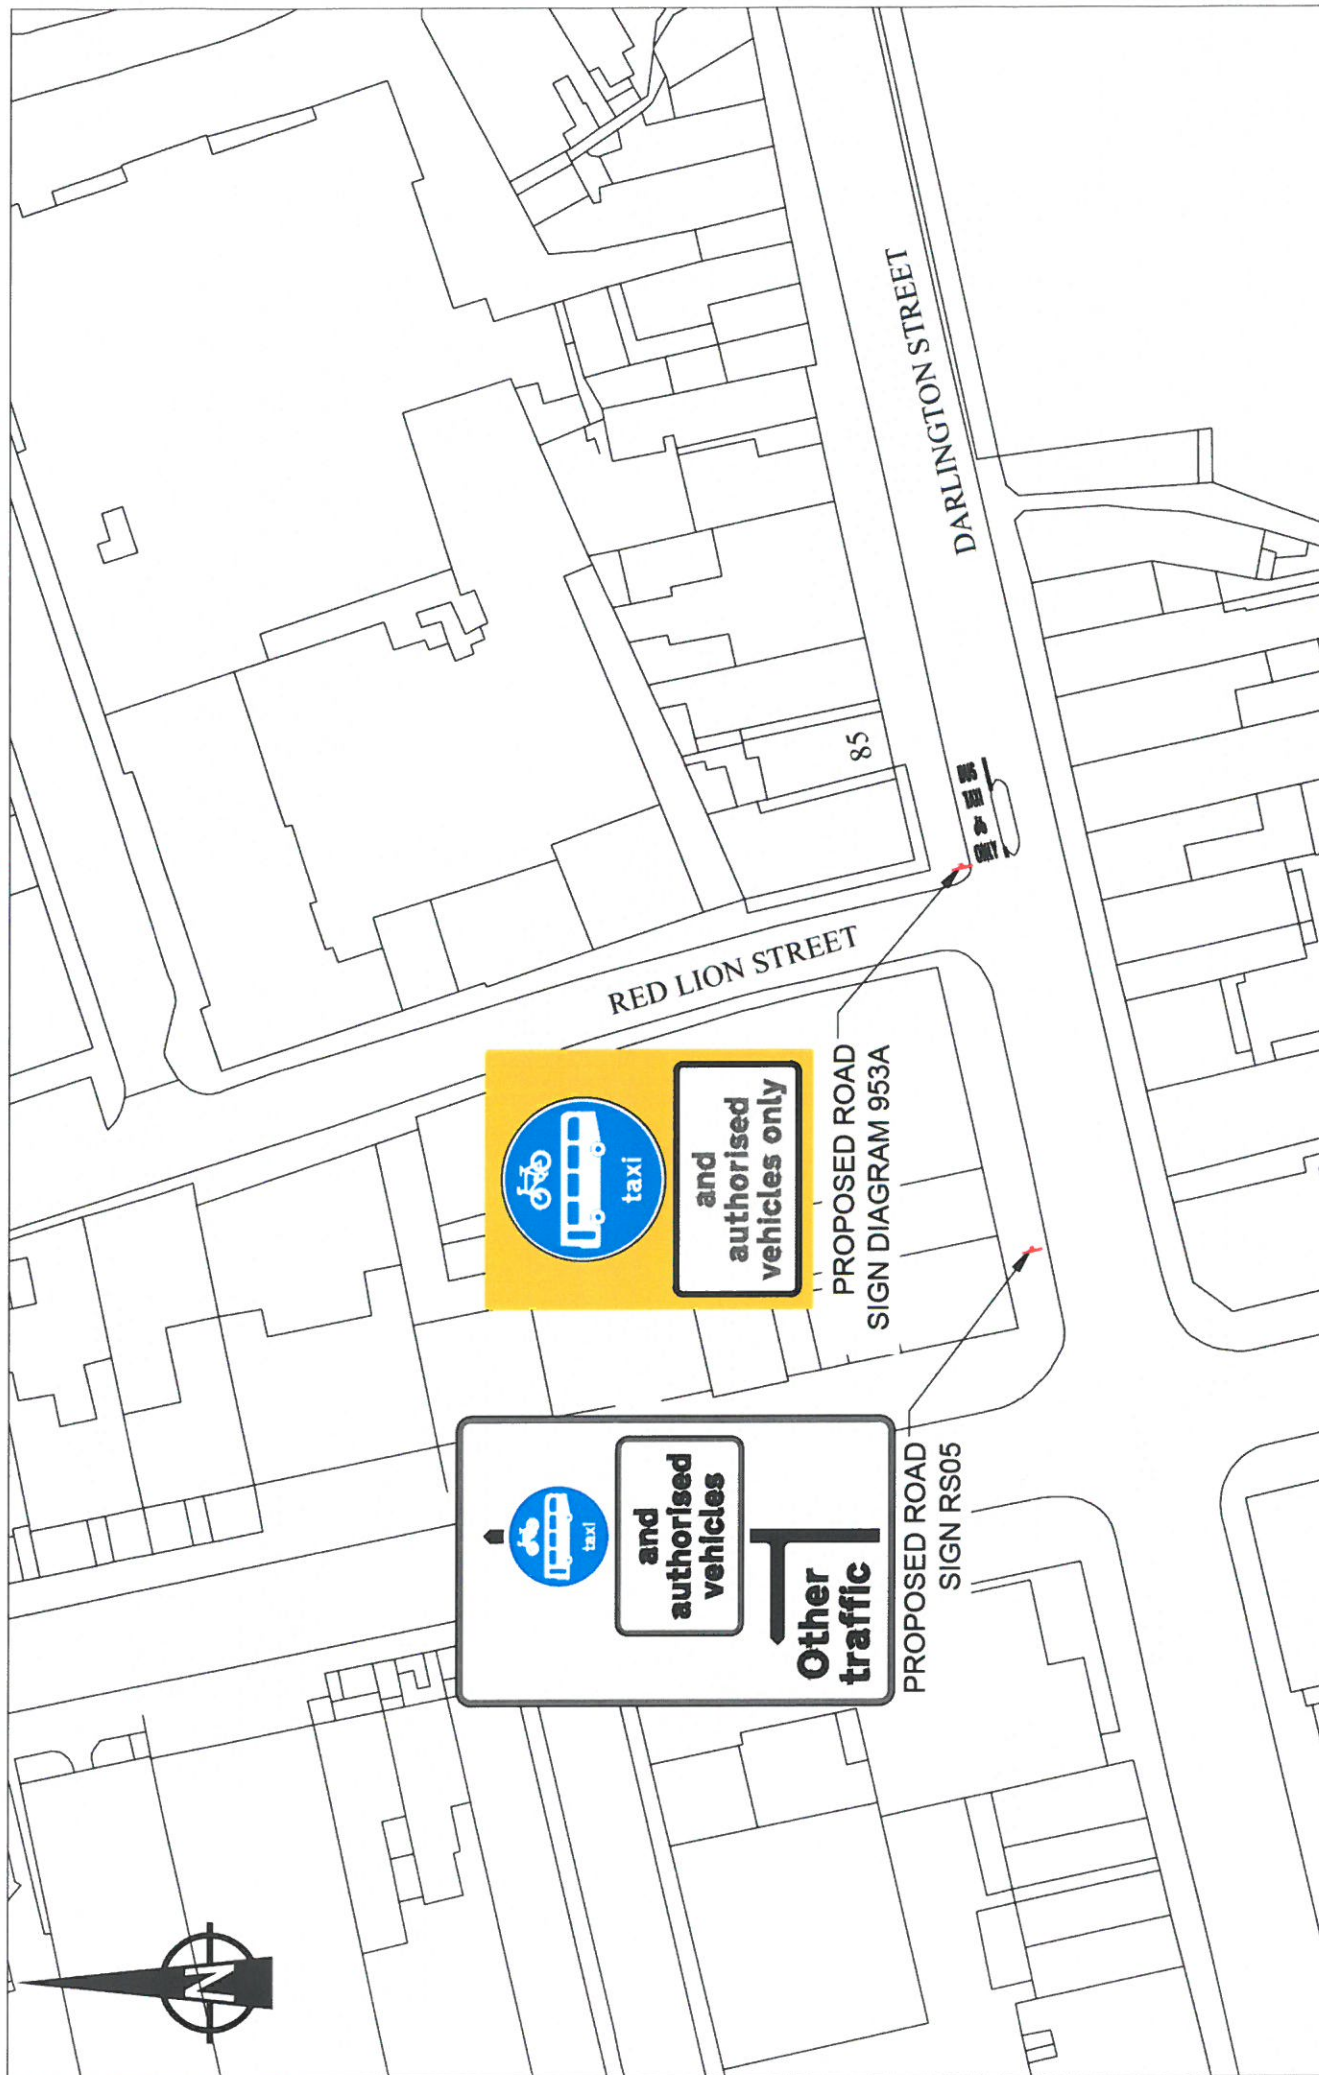 DARLINGTON STREET
85
BUS
TAXI
&
ONLY
RED LION STREET
taxi
and
authorised
vehicles only
PROPOSED ROAD
SIGN DIAGRAM 953A
taxi
and
authorised
vehicles
Other
traffic
PROPOSED ROAD
SIGN RS05
N